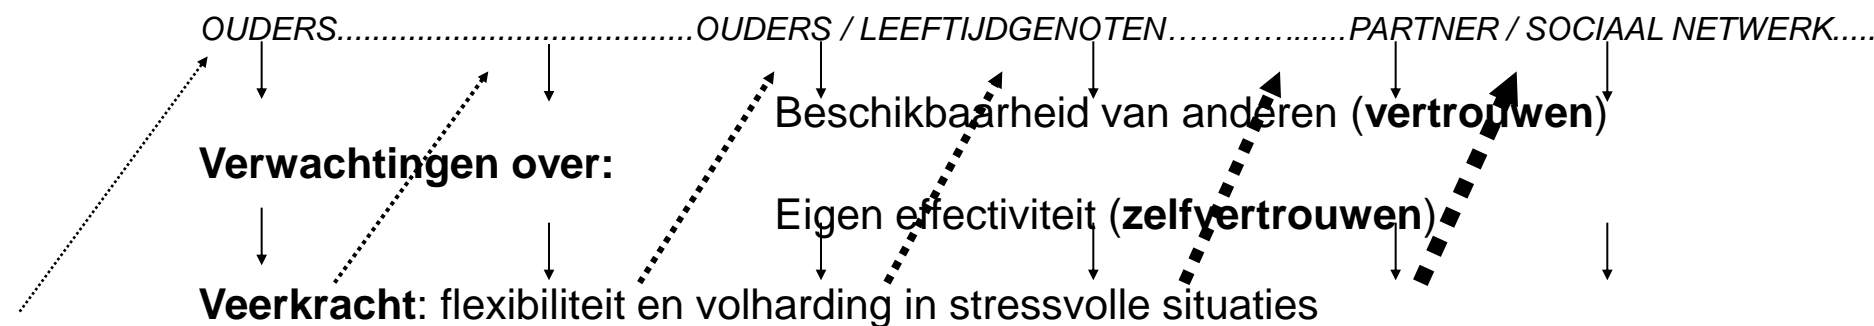 OUDERS........................................OUDERS / LEEFTIJDGENOTEN…………......PARTNER / SOCIAAL NETWERK.....
Beschikbaarheid van anderen (vertrouwen)
Verwachtingen over:
Eigen effectiviteit (zelfvertrouwen)
Veerkracht: flexibiliteit en volharding in stressvolle situaties